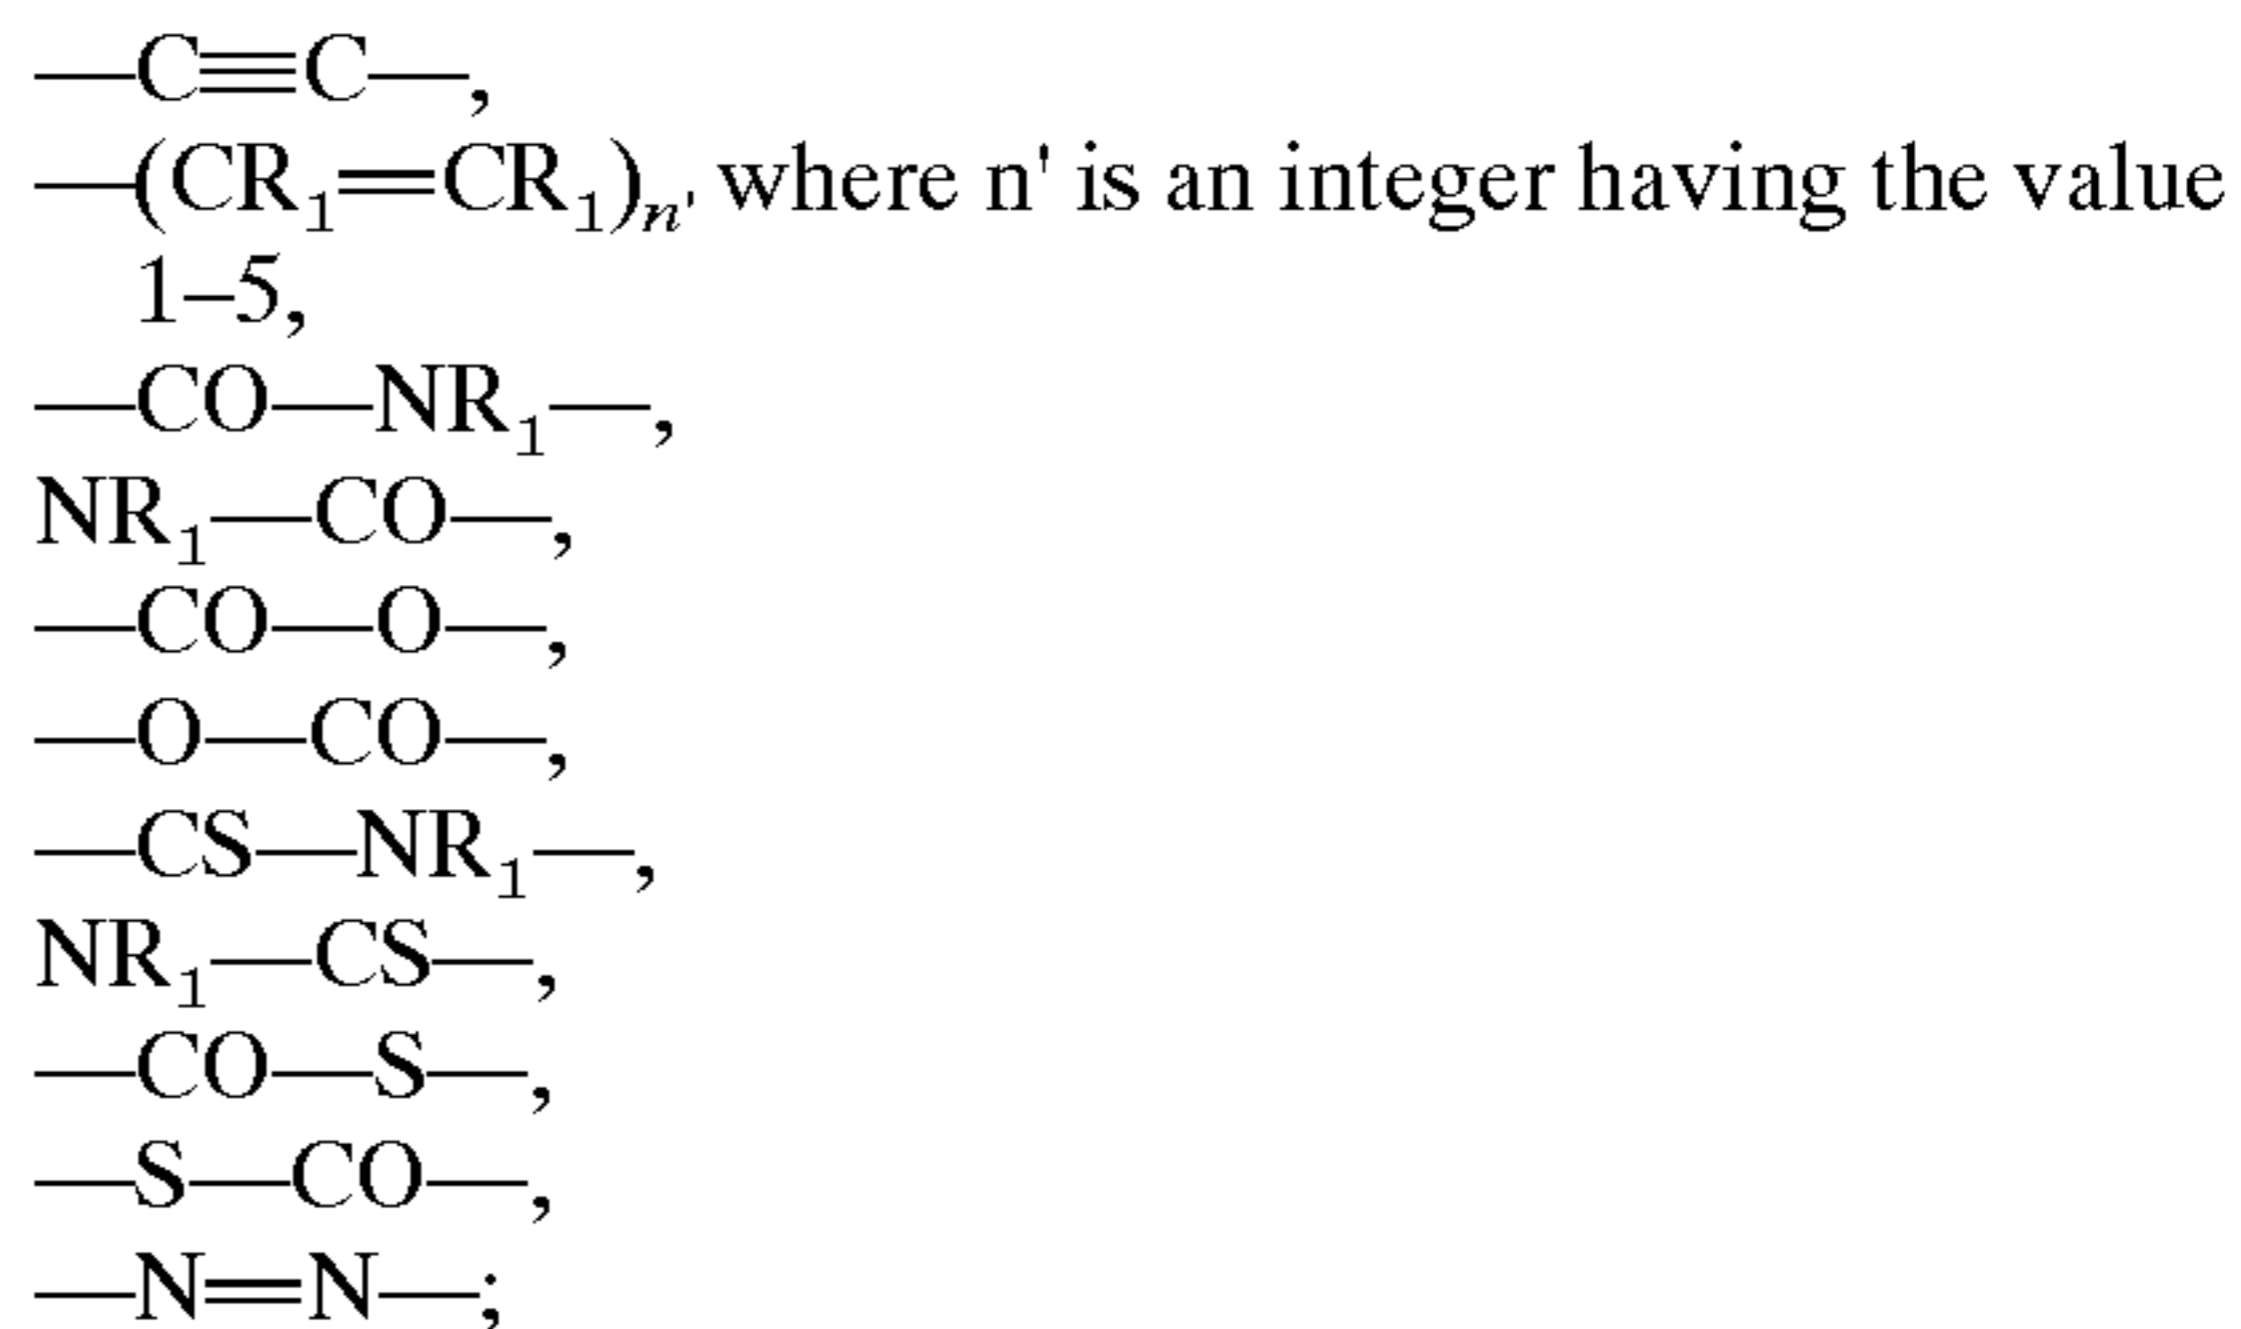 —C≡C—,
—(CR₁=CR₁)ₙ' where n' is an integer having the value
1–5,
—CO—NR₁—,
NR₁—CO—,
—CO—O—,
—O—CO—,
—CS—NR₁—,
NR₁—CS—,
—CO—S—,
—S—CO—,
—N=N—;